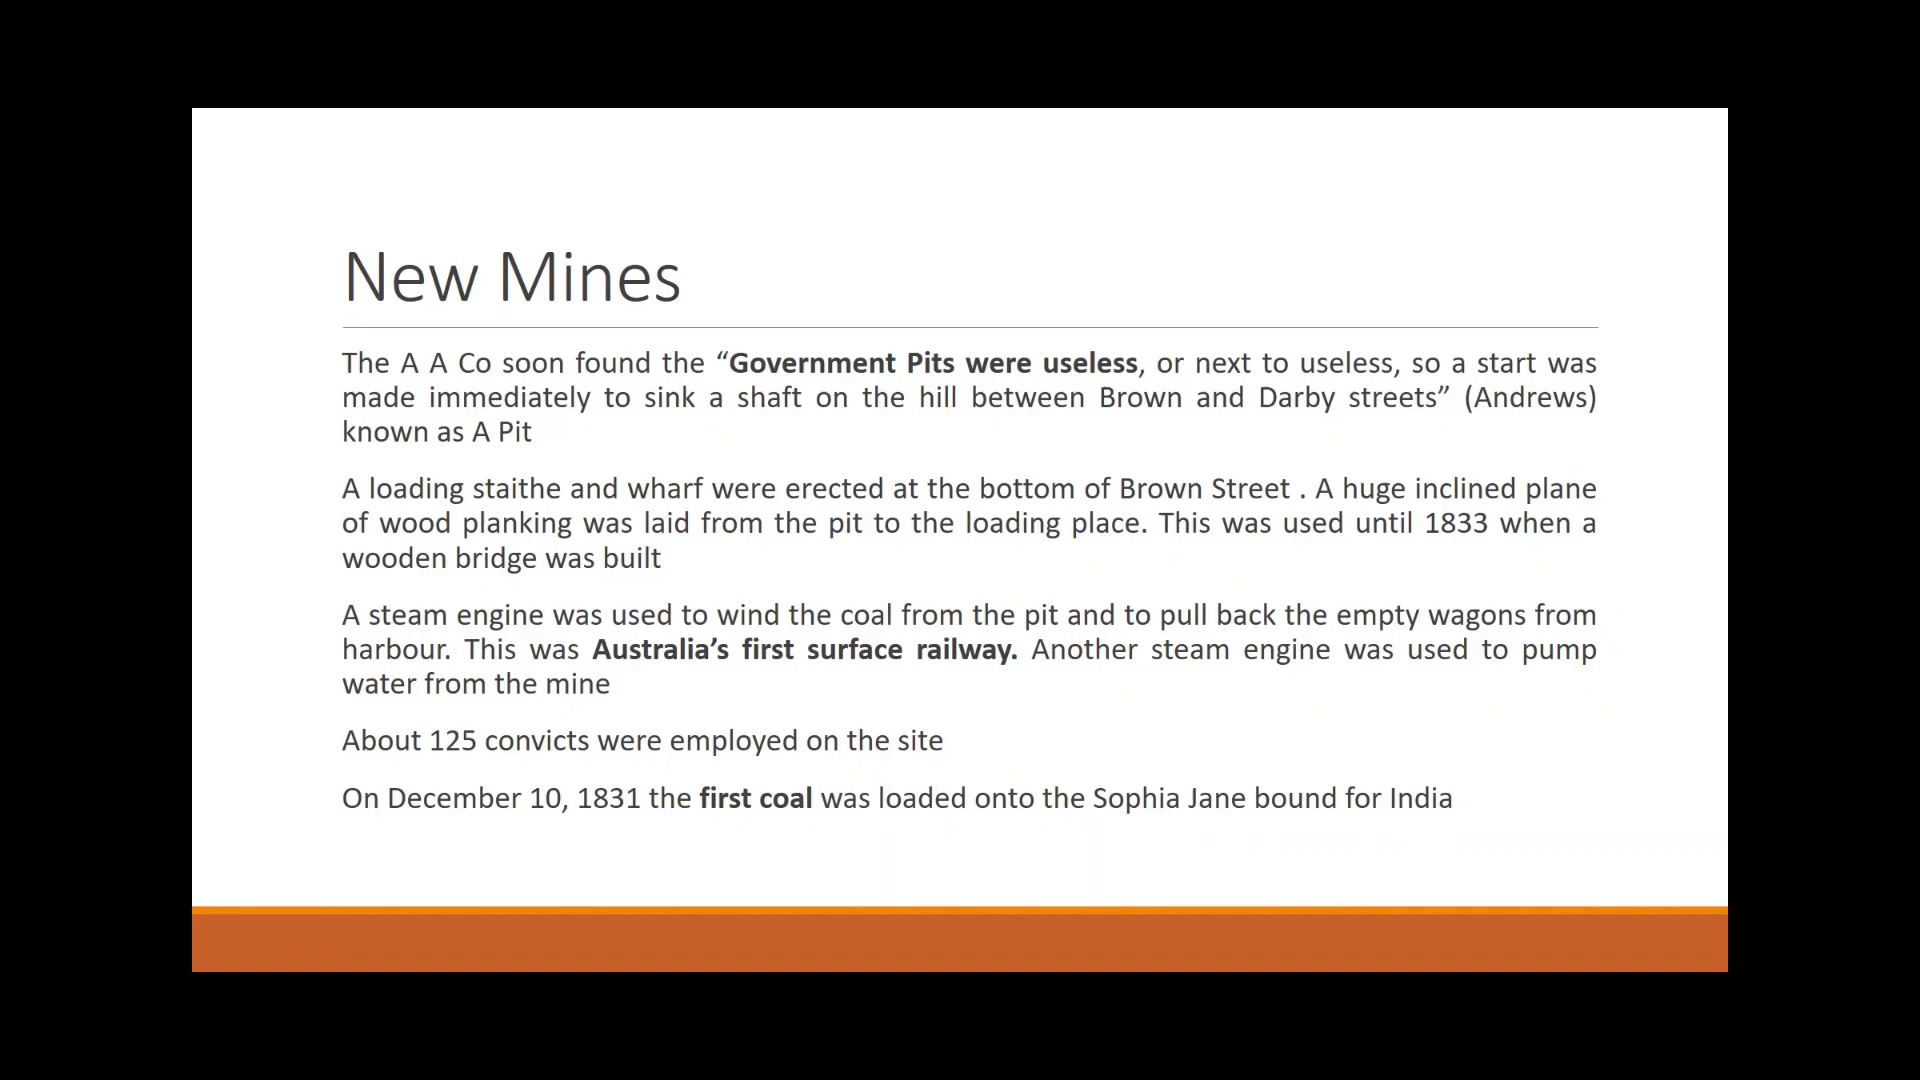 New Mines
The A A Co soon found the “Government Pits were useless, or next to useless, so a start was
made immediately to sink a shaft on the hill between Brown and Darby streets” (Andrews)
known as A Pit
A loading staithe and wharf were erected at the bottom of Brown Street . A huge inclined plane
of wood planking was laid from the pit to the loading place. This was used until 1833 when a
wooden bridge was built
A steam engine was used to wind the coal from the pit and to pull back the empty wagons from
harbour. This was Australia’s first surface railway. Another steam engine was used to pump
water from the mine
About 125 convicts were employed on the site
On December 10, 1831 the first coal was loaded onto the Sophia Jane bound for India